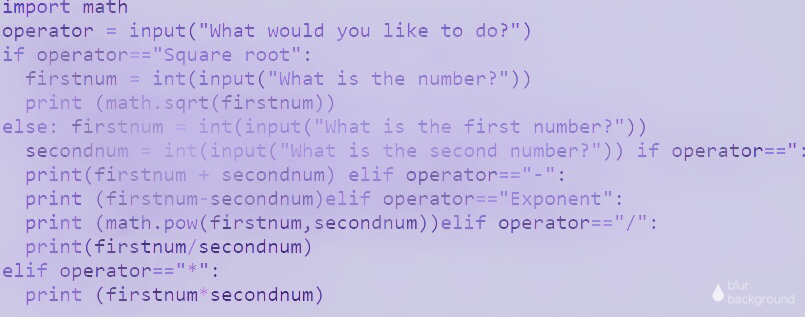 import math
operator = input("What would you like to do?")
if operator=="Square root":
  firstnum = int(input("What is the number?"))
  print (math.sqrt(firstnum))
else: firstnum = int(input("What is the first number?"))
  secondnum = int(input("What is the second number?")) if operator==":
  print(firstnum + secondnum) elif operator=="-":
  print (firstnum-secondnum)elif operator=="Exponent":
  print (math.pow(firstnum,secondnum))elif operator=="/":
  print(firstnum/secondnum)
elif operator=="*":
  print (firstnum*secondnum)
blur
background